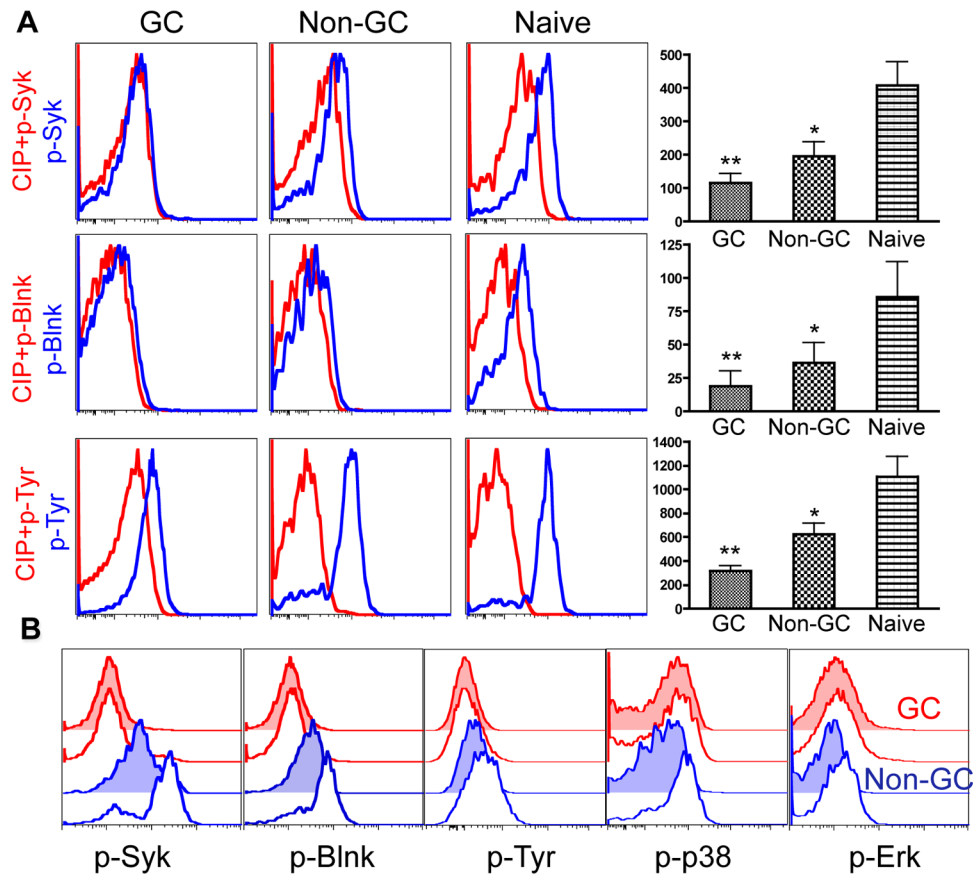 A
GC Non-GC Naive
CIP+p-Syk
p-Syk
500
400
300
200
100
0
** * 
GC Non-GC Naive
CIP+p-Blnk
p-Blnk
125
100
75
50
25
0
** *
GC Non-GC Naive
CIP+p-Tyr
p-Tyr
1400
1200
1000
800
600
400
200
0
** *
GC Non-GC Naive
B
GC
Non-GC
p-Syk p-Blnk p-Tyr p-p38 p-Erk